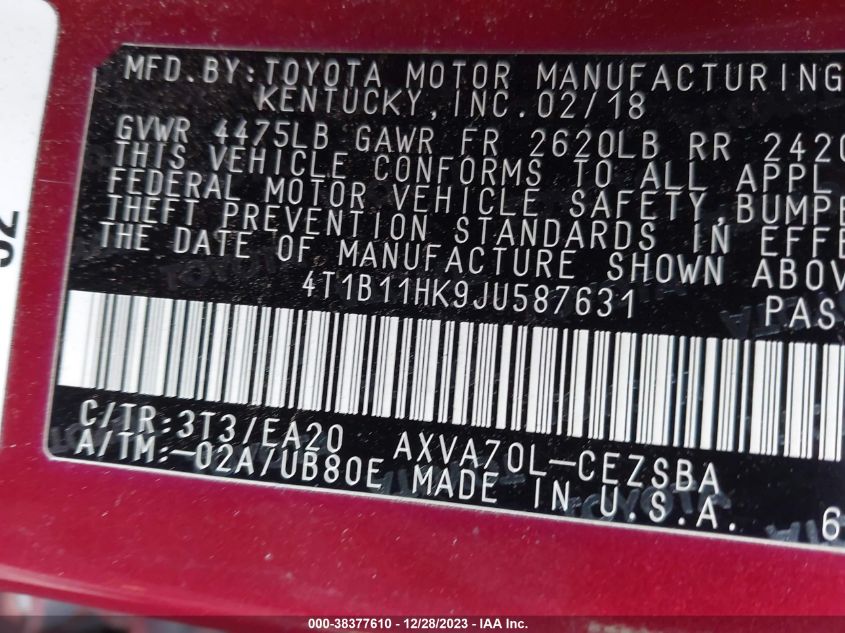 MFD. BY: TOYOTA MOTOR MANUFACTURING
KENTUCKY, INC. 02/18
GVWR 4475LB GAWR FR 2620LB RR 2420
THIS VEHICLE CONFORMS TO ALL APPL
FEDERAL MOTOR VEHICLE SAFETY, BUMPE
THEFT PREVENTION STANDARDS IN EFFE
THE DATE OF MANUFACTURE SHOWN ABOV
4T1B11HK9JU587631 PAS
C/TR: 3T3/EA20 AXVA70L-CEZSBA
A/TM: -02A/UB80E MADE IN U.S.A. 6
000-38377610 - 12/28/2023 - IAA Inc. Copyright